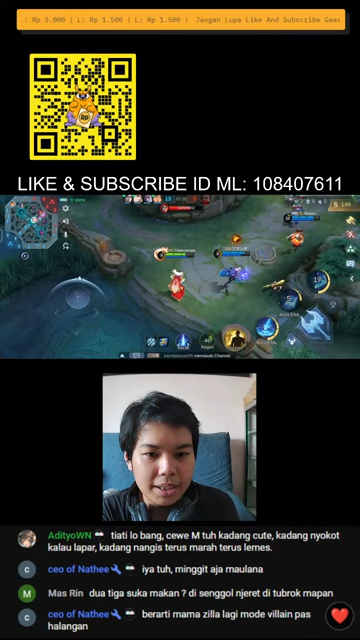 .: Rp 3.000 | L: Rp 1.500 | L: Rp 1.500 | Jangan Lupa Like And Subscribe Gaes
LIKE & SUBSCRIBE ID ML: 108407611
memasuki Channel
AdityoWN tiati lo bang, cewe M tuh kadang cute, kadang nyokot
kalau lapar, kadang nangis terus marah terus lemes.
ceo of Nathee iya tuh, minggit aja maulana
Mas Rin dua tiga suka makan ? di senggol njeret di tubrok mapan
ceo of Nathee berarti mama zilla lagi mode villain pas
halangan